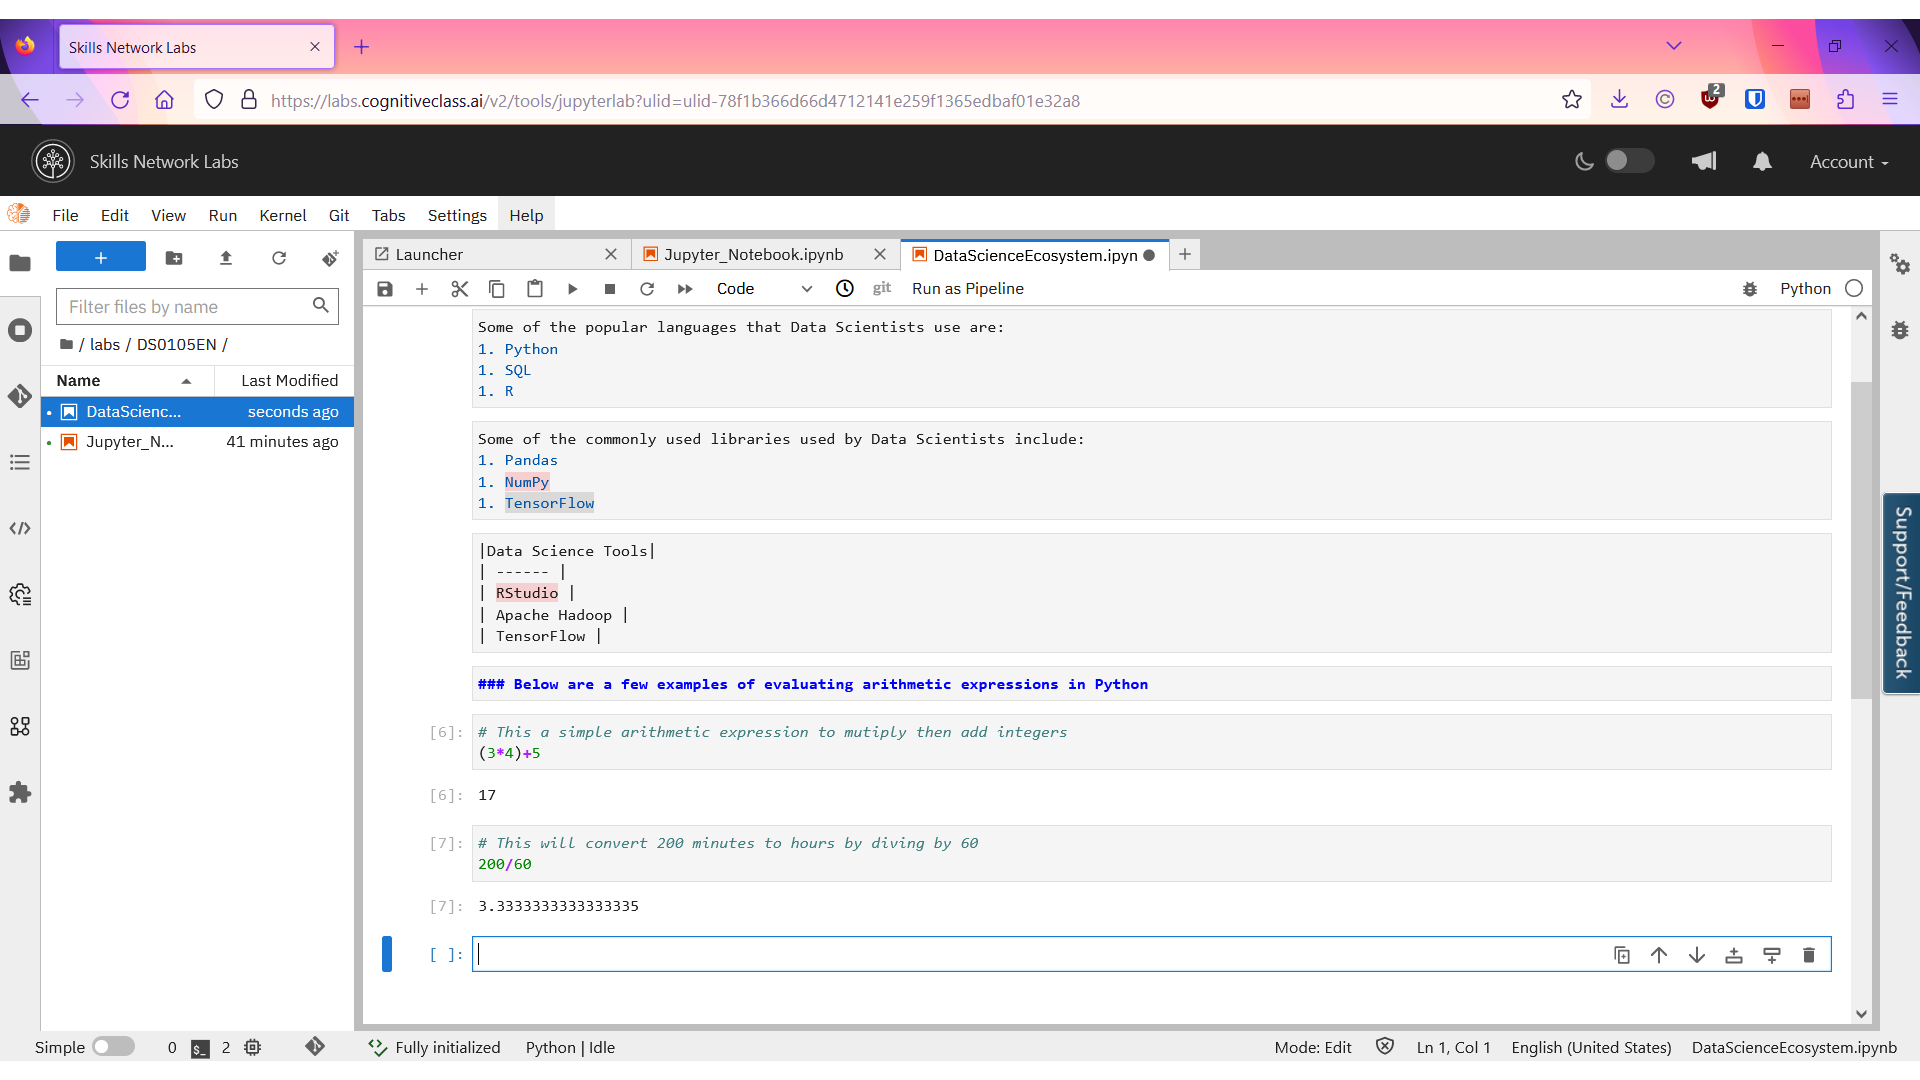 Skills Network Labs
https://labs.cognitiveclass.ai/v2/tools/jupyterlab?ulid=ulid-78f1b366d66d4712141e259f1365edbaf01e32a8
2
Skills Network Labs
Account
File Edit View Run Kernel Git Tabs Settings Help
Launcher
Jupyter_Notebook.ipynb
DataScienceEcosystem.ipyn
Code
git
Run as Pipeline
Python
Filter files by name
/ labs / DS0105EN /
Name Last Modified
DataScienc... seconds ago
Jupyter_N... 41 minutes ago
Some of the popular languages that Data Scientists use are:
1. Python
1. SQL
1. R
Some of the commonly used libraries used by Data Scientists include:
1. Pandas
1. NumPy
1. TensorFlow
|Data Science Tools|
| ------ |
| RStudio |
| Apache Hadoop |
| TensorFlow |
### Below are a few examples of evaluating arithmetic expressions in Python
[6]: # This a simple arithmetic expression to mutiply then add integers
(3*4)+5
[6]: 17
[7]: # This will convert 200 minutes to hours by diving by 60
200/60
[7]: 3.3333333333333335
[ ]:
Support/Feedback
Simple 0 $_ 2 Fully initialized Python | Idle Mode: Edit Ln 1, Col 1 English (United States) DataScienceEcosystem.ipynb